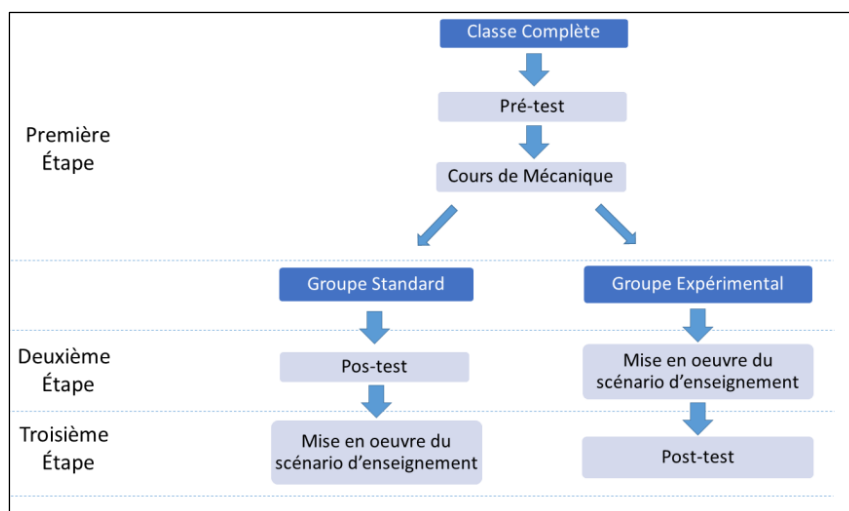 Classe Complète
Pré-test
Première
Étape
Cours de Mécanique
Groupe Standard
Groupe Expérimental
Deuxième
Étape
Pos-test
Mise en oeuvre du
scénario d'enseignement
Troisième
Étape
Mise en oeuvre du
scénario d'enseignement
Post-test